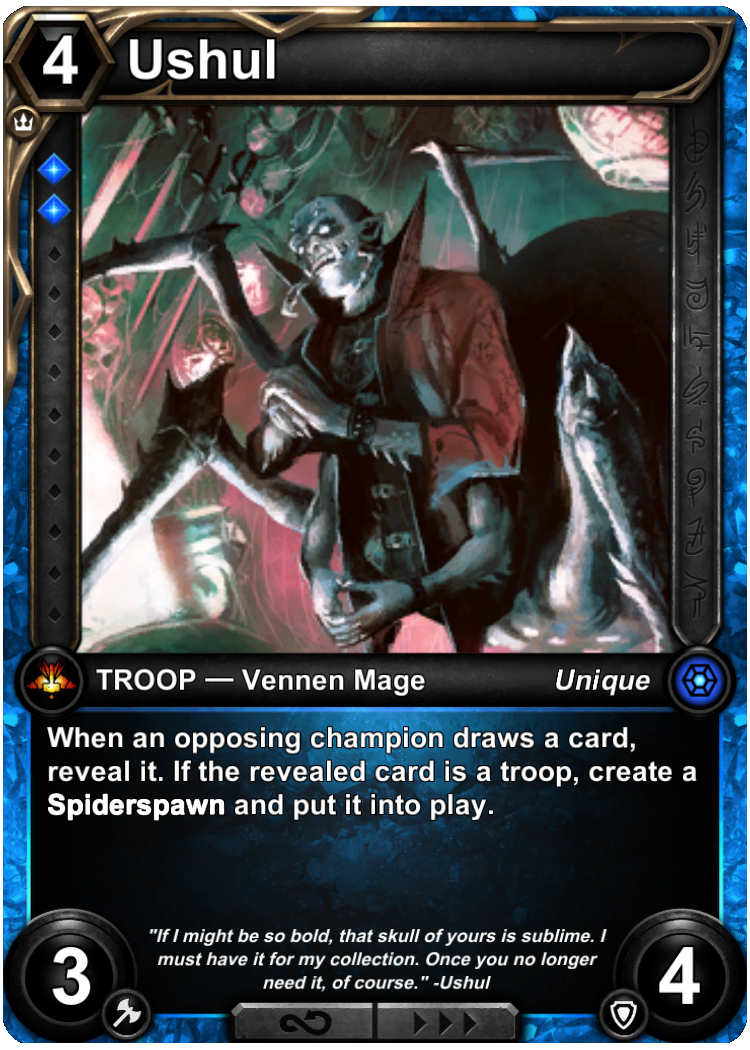 4 Ushul
TROOP — Vennen Mage Unique
When an opposing champion draws a card,
reveal it. If the revealed card is a troop, create a
Spiderspawn and put it into play.
"If I might be so bold, that skull of yours is sublime. I
must have it for my collection. Once you no longer
need it, of course." -Ushul
3 4